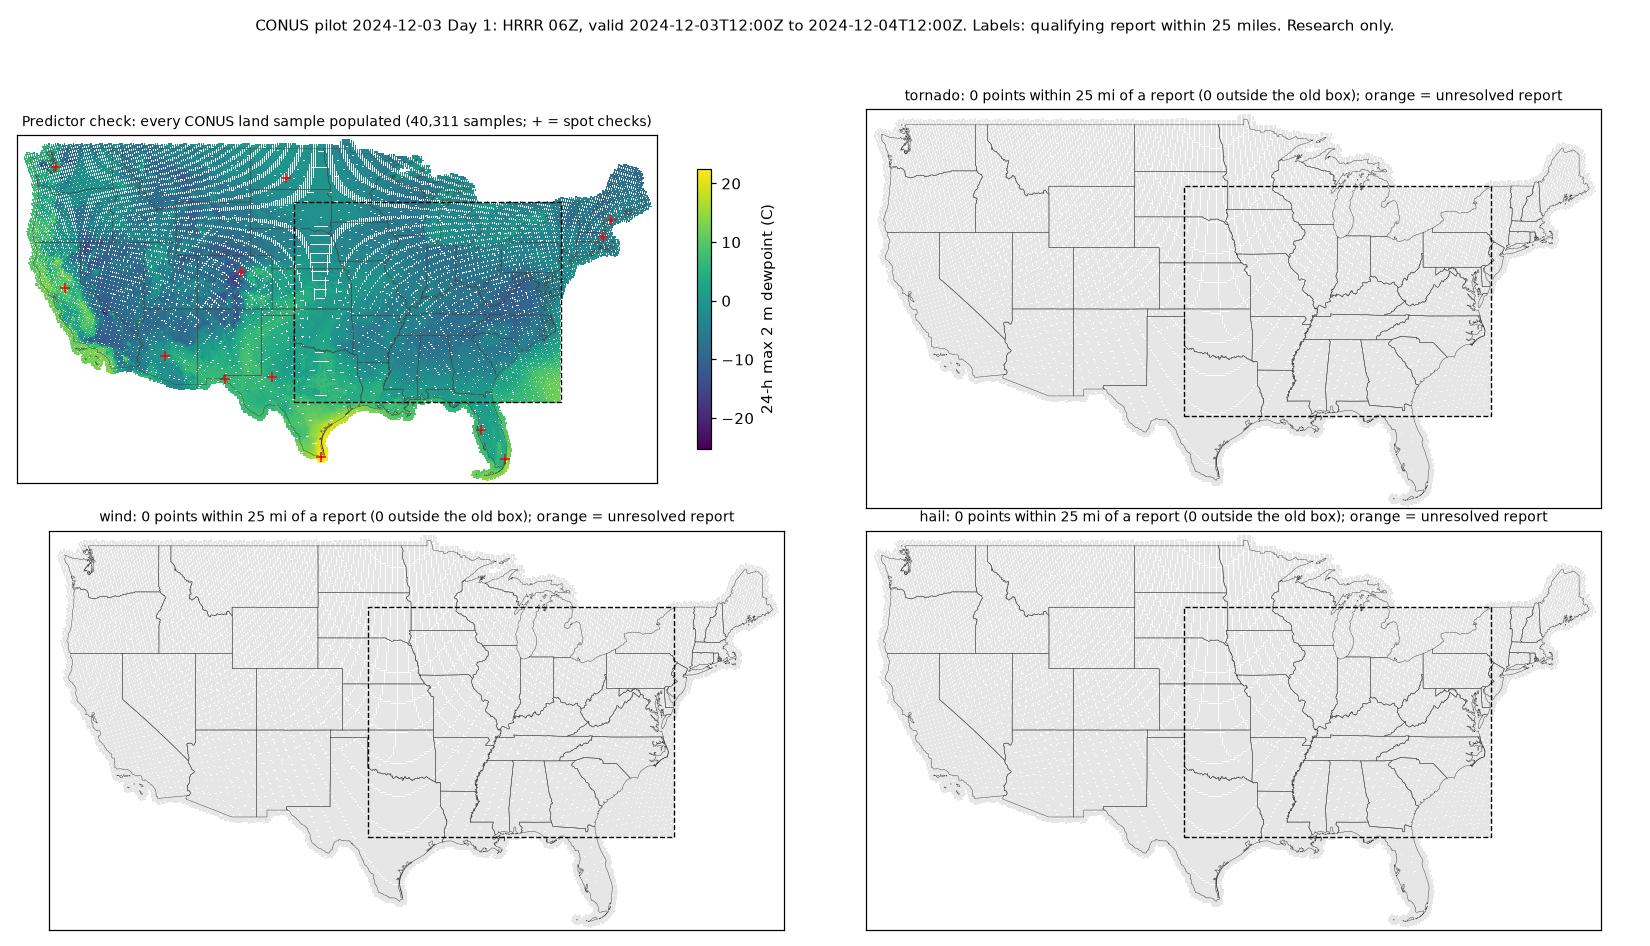 CONUS pilot 2024-12-03 Day 1: HRRR 06Z, valid 2024-12-03T12:00Z to 2024-12-04T12:00Z. Labels: qualifying report within 25 miles. Research only.
Predictor check: every CONUS land sample populated (40,311 samples; + = spot checks)
20
10
0
−10
−20
24-h max 2 m dewpoint (C)
tornado: 0 points within 25 mi of a report (0 outside the old box); orange = unresolved report
wind: 0 points within 25 mi of a report (0 outside the old box); orange = unresolved report
hail: 0 points within 25 mi of a report (0 outside the old box); orange = unresolved report